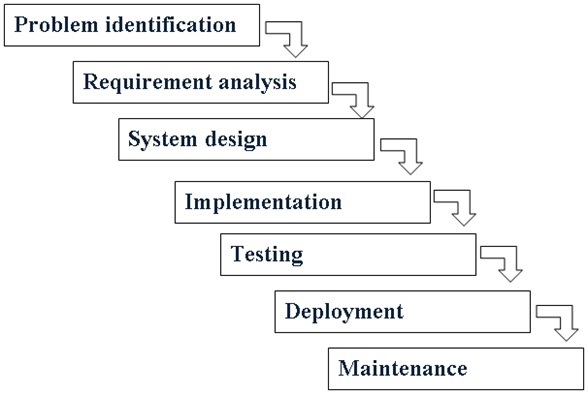 Problem identification
Requirement analysis
System design
Implementation
Testing
Deployment
Maintenance